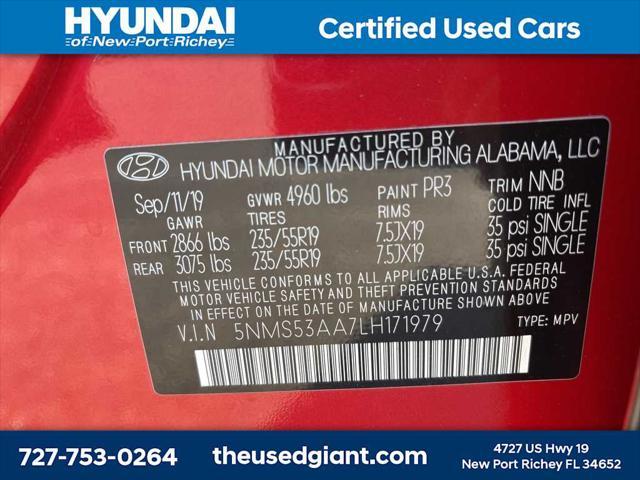 HYUNDAI
of New Port Richey
Certified Used Cars
MANUFACTURED BY
HYUNDAI MOTOR MANUFACTURING ALABAMA, LLC
Sep/11/19 GVWR 4960 lbs PAINT PR3 TRIM NNB
GAWR TIRES RIMS COLD TIRE INFL
FRONT 2866 lbs 235/55R19 7.5JX19 35 psi SINGLE
REAR 3075 lbs 235/55R19 7.5JX19 35 psi SINGLE
THIS VEHICLE CONFORMS TO ALL APPLICABLE U.S.A. FEDERAL
MOTOR VEHICLE SAFETY AND THEFT PREVENTION STANDARDS
IN EFFECT ON THE DATE OF MANUFACTURE SHOWN ABOVE.
V.I.N 5NMS53AA7LH171979 TYPE: MPV
727-753-0264
theusedgiant.com
4727 US Hwy 19
New Port Richey FL 34652